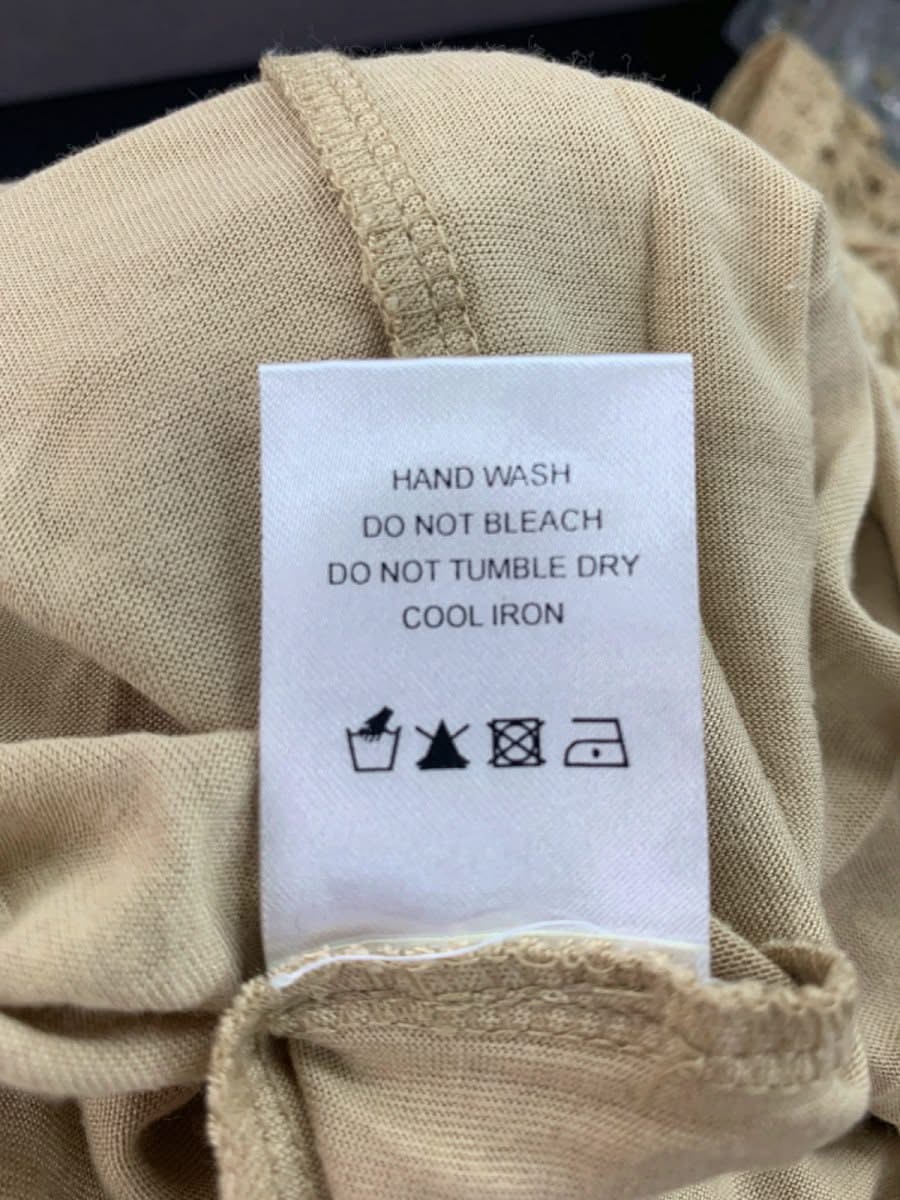 HAND WASH
DO NOT BLEACH
DO NOT TUMBLE DRY
COOL IRON